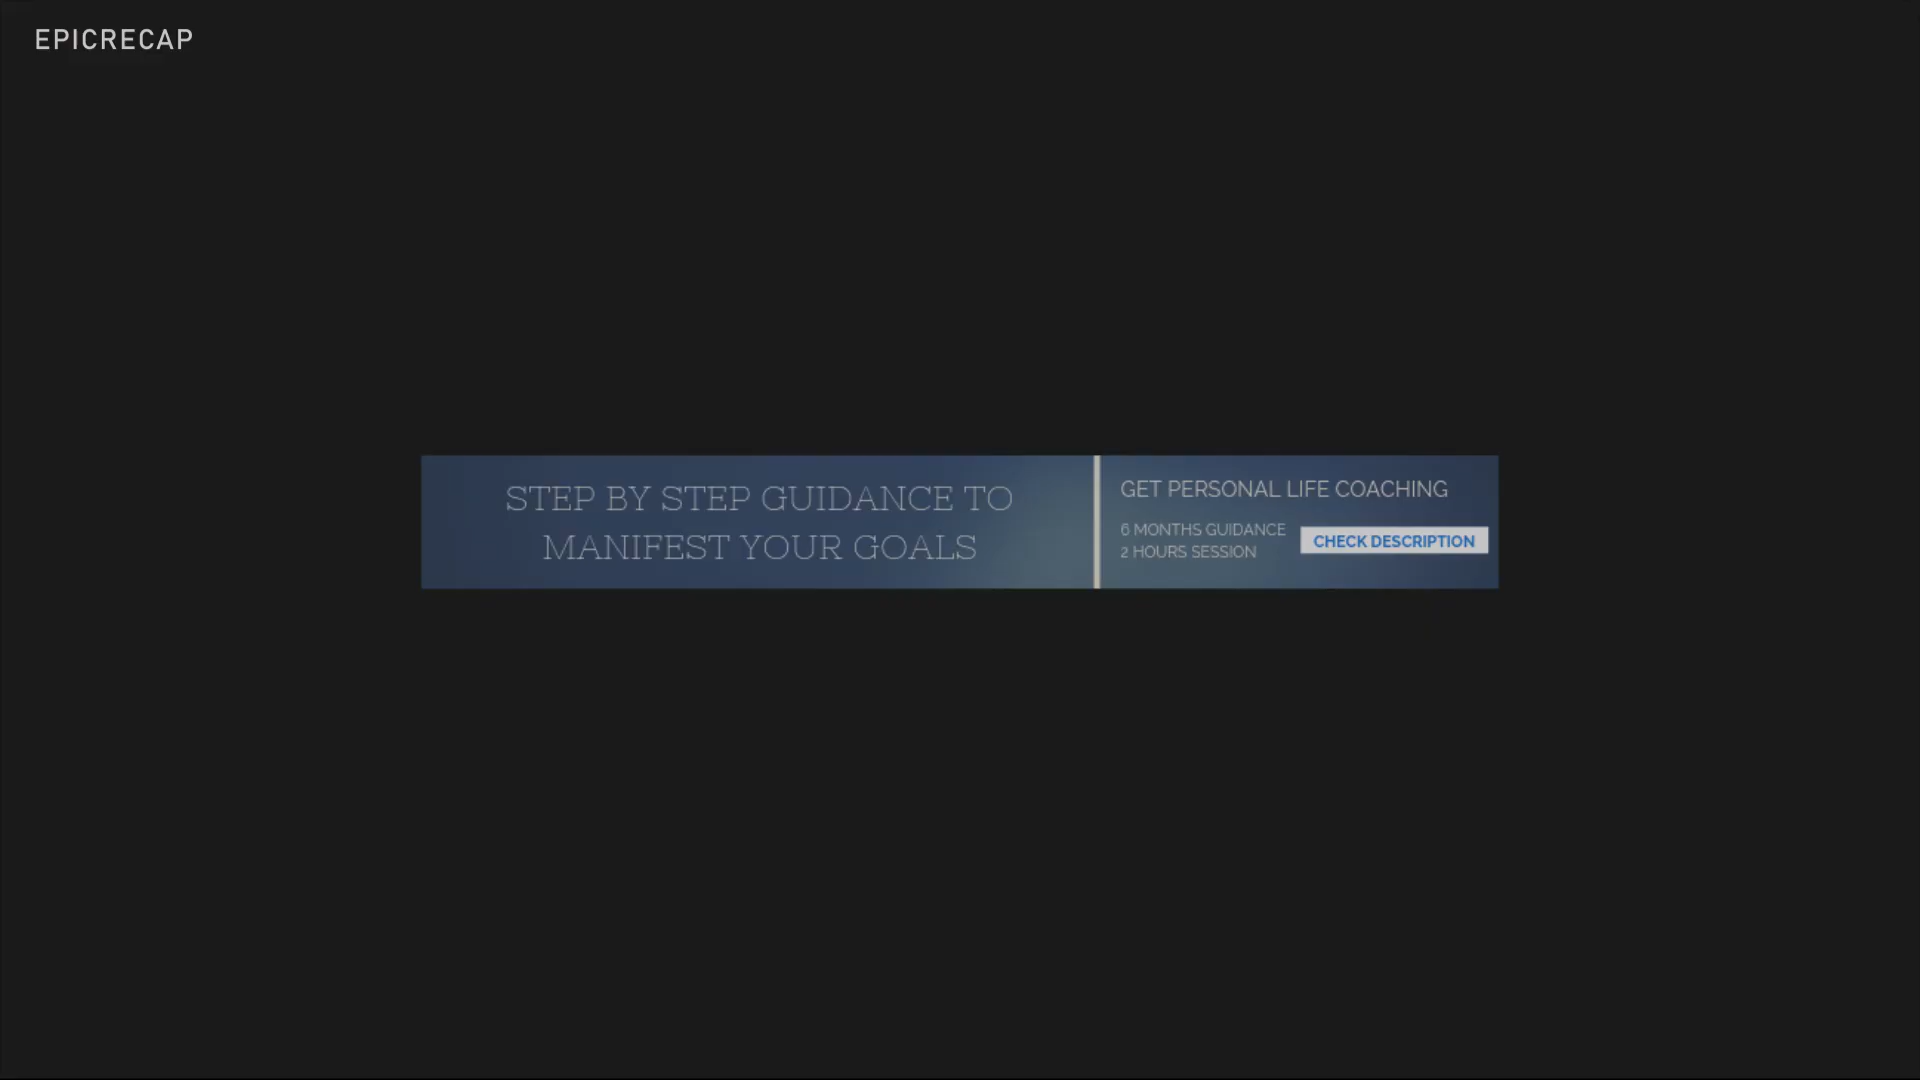 EPICRECAP
STEP BY STEP GUIDANCE TO
MANIFEST YOUR GOALS
GET PERSONAL LIFE COACHING
6 MONTHS GUIDANCE
2 HOURS SESSION
CHECK DESCRIPTION